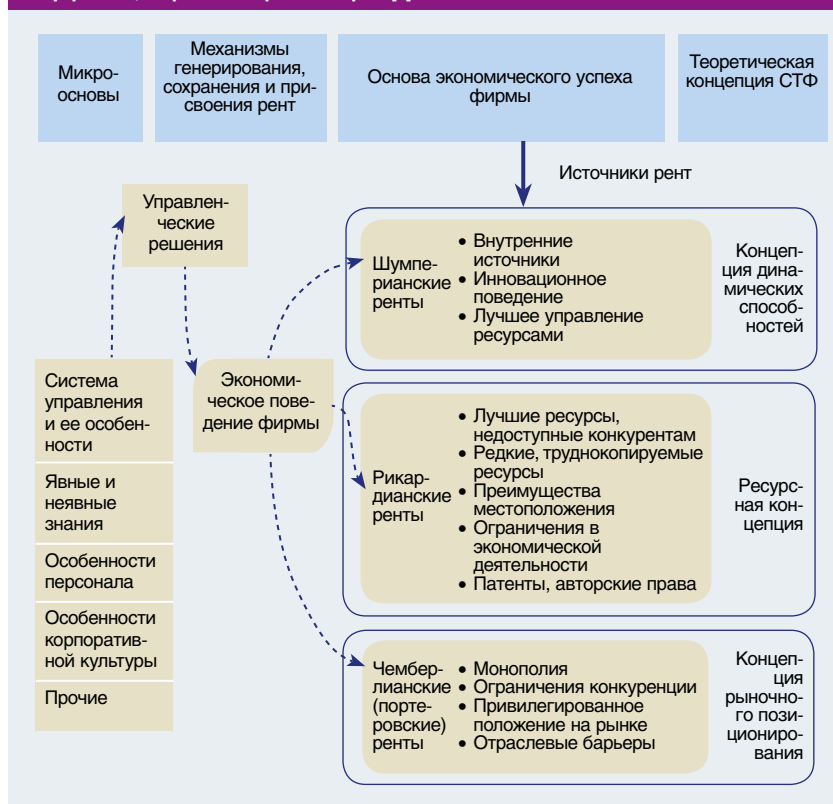 Микро-
основы
Механизмы
генерирования,
сохранения и при-
своения рент
Основа экономического успеха
фирмы
Теоретическая
концепция СТФ
Источники рент
Управлен-
ческие
решения
Экономи-
ческое пове-
дение фирмы
Система
управления
и ее особен-
ности
Явные и
неявные
знания
Особенности
персонала
Особенности
корпоратив-
ной культуры
Прочие
Шумпе-
рианские
ренты
• Внутренние
источники
• Инновационное
поведение
• Лучшее управление
ресурсами
Концеп-
ция дина-
мических
способ-
ностей
Рикар-
дианские
ренты
• Лучшие ресурсы,
недоступные конкурентам
• Редкие, труднокопируемые
ресурсы
• Преимущества
местоположения
• Ограничения в
экономической
деятельности
• Патенты, авторские права
Ресурс-
ная кон-
цепция
Чембер-
лианские
(порте-
ровские)
ренты
• Монополия
• Ограничения конкуренции
• Привилегированное
положение на рынке
• Отраслевые барьеры
Концеп-
ция
рыночно-
го пози-
циониро-
вания